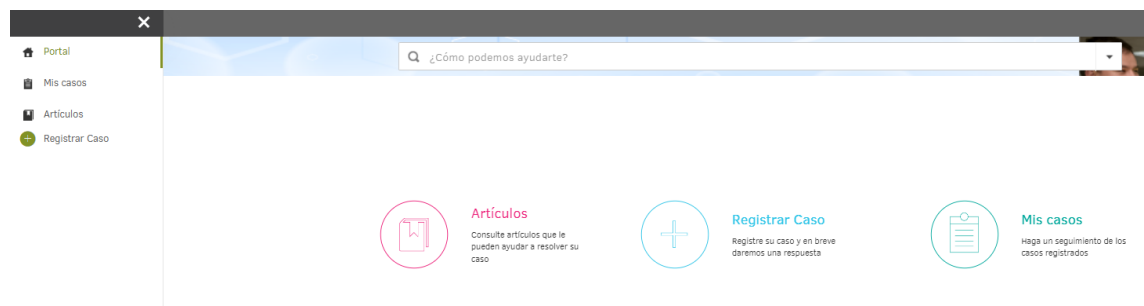 Portal
¿Cómo podemos ayudarte?
Mis casos
Artículos
Registrar Caso
Artículos
Consulte artículos que le
pueden ayudar a resolver su
caso
Registrar Caso
Registre su caso y en breve
daremos una respuesta
Mis casos
Haga un seguimiento de los
casos registrados